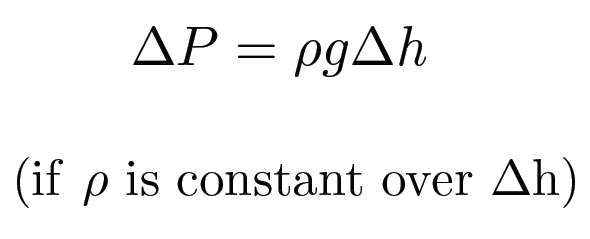 ΔP = ρgΔh
(if ρ is constant over Δh)